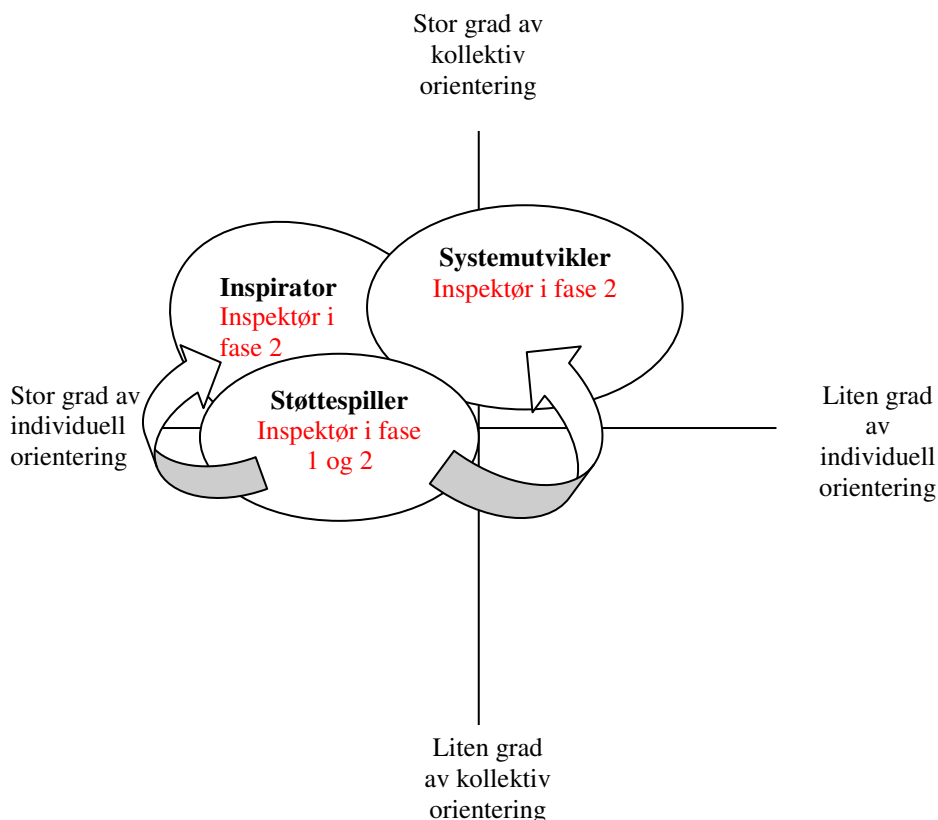 Stor grad av
kollektiv
orientering
Systemutvikler
Inspektør i fase 2
Inspirator
Inspektør i
fase 2
Støttespiller
Inspektør i fase
1 og 2
Stor grad av
individuell
orientering
Liten grad
av
individuell
orientering
Liten grad
av kollektiv
orientering